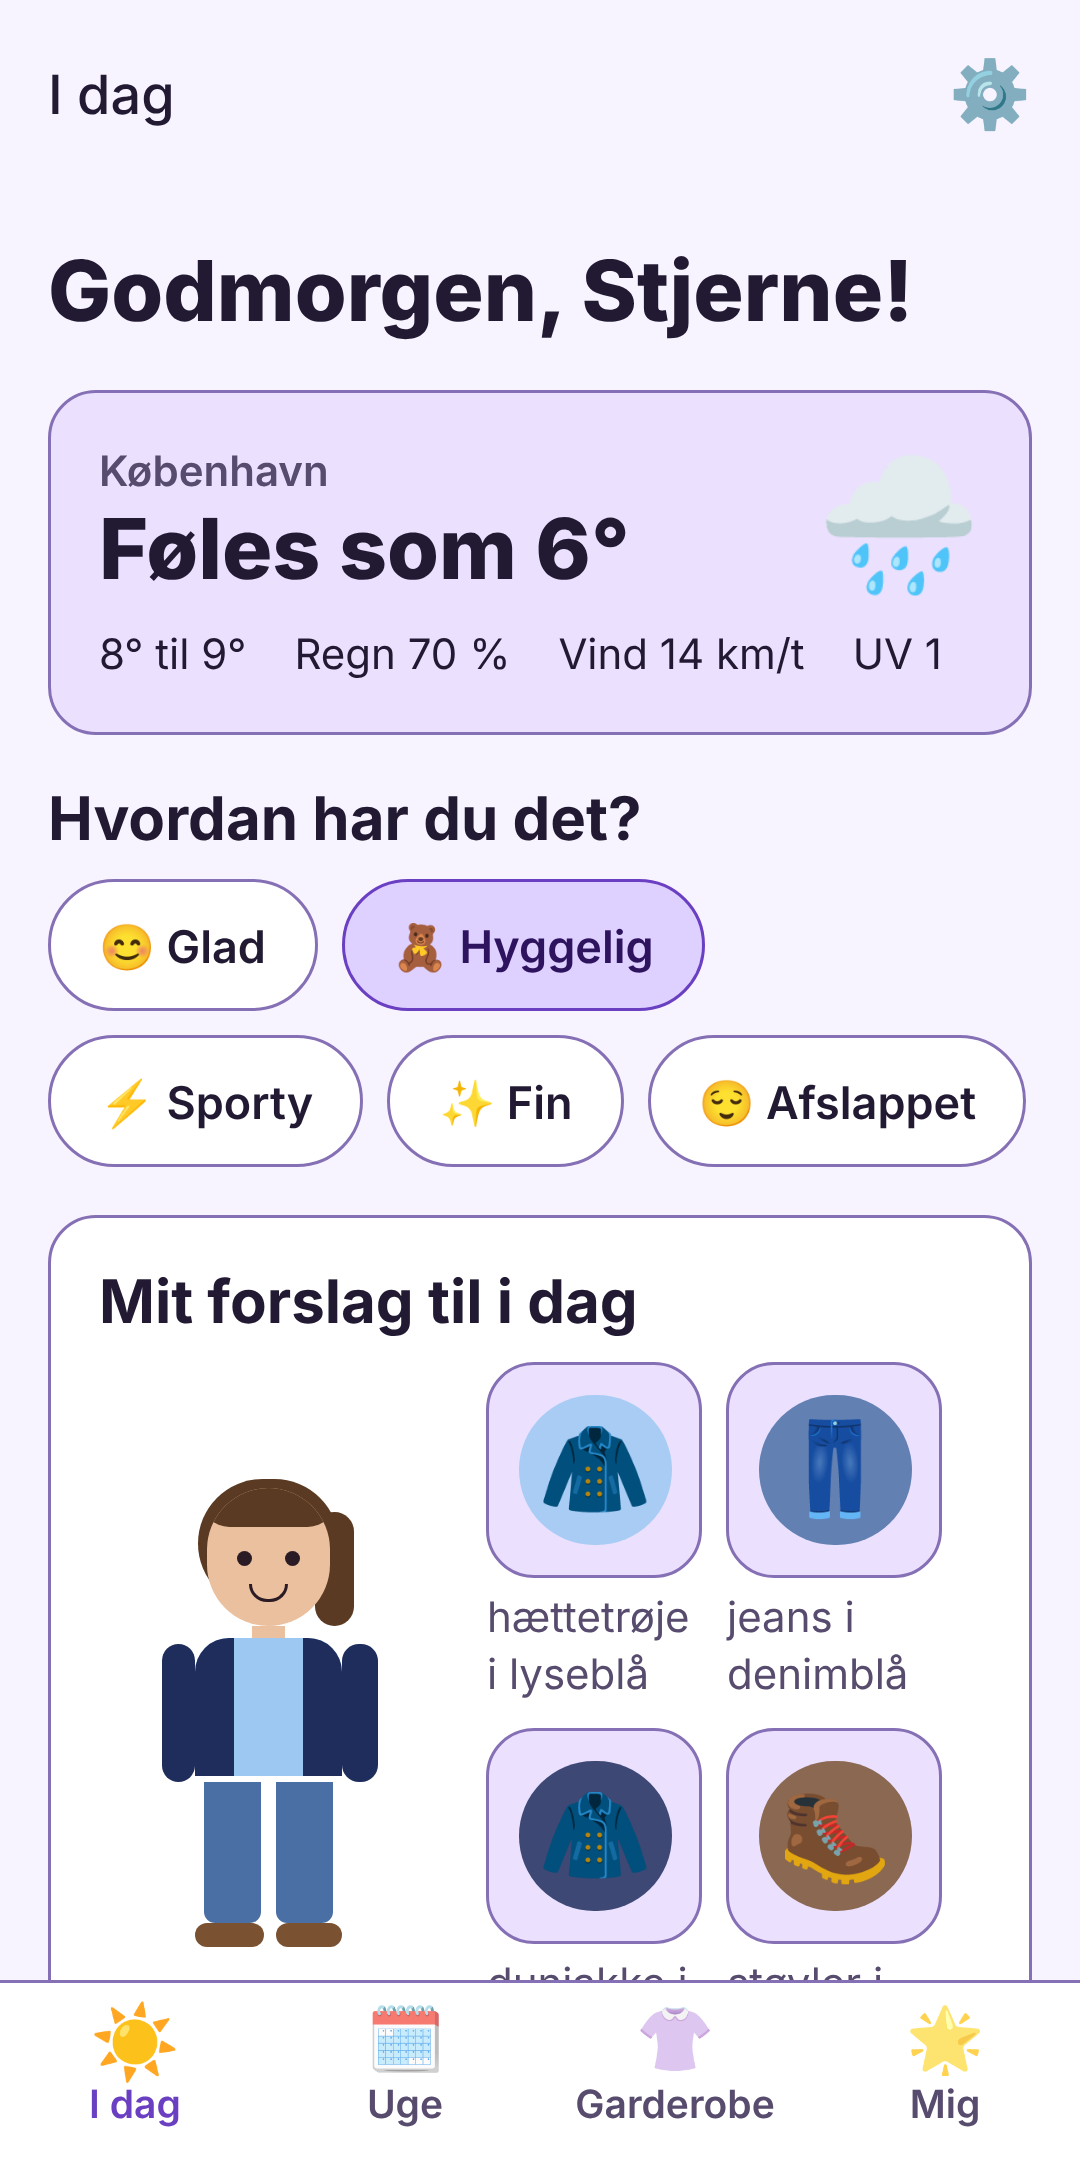 I dag
Godmorgen, Stjerne!
København
Føles som 6°
8° til 9° Regn 70 % Vind 14 km/t UV 1
Hvordan har du det?
Glad
Hyggelig
Sporty
Fin
Afslappet
Mit forslag til i dag
hættetrøje
i lyseblå
jeans i
denimblå
I dag
Uge
Garderobe
Mig